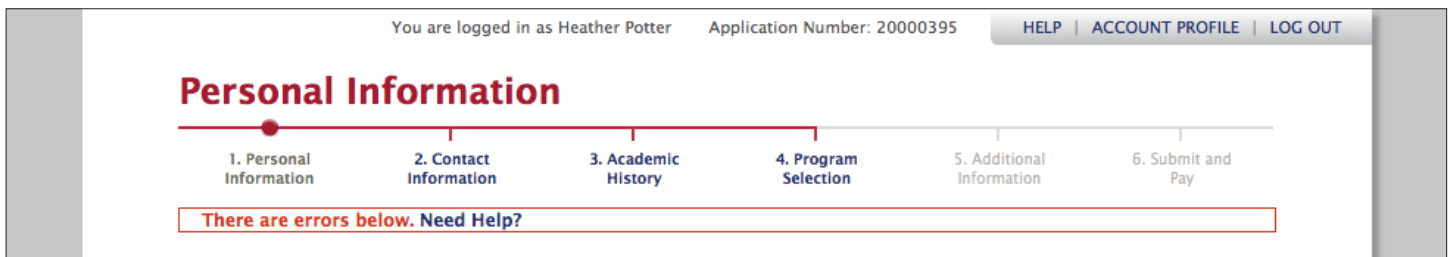 You are logged in as Heather Potter Application Number: 20000395 HELP | ACCOUNT PROFILE | LOG OUT
Personal Information
1. Personal Information
2. Contact Information
3. Academic History
4. Program Selection
5. Additional Information
6. Submit and Pay
There are errors below. Need Help?